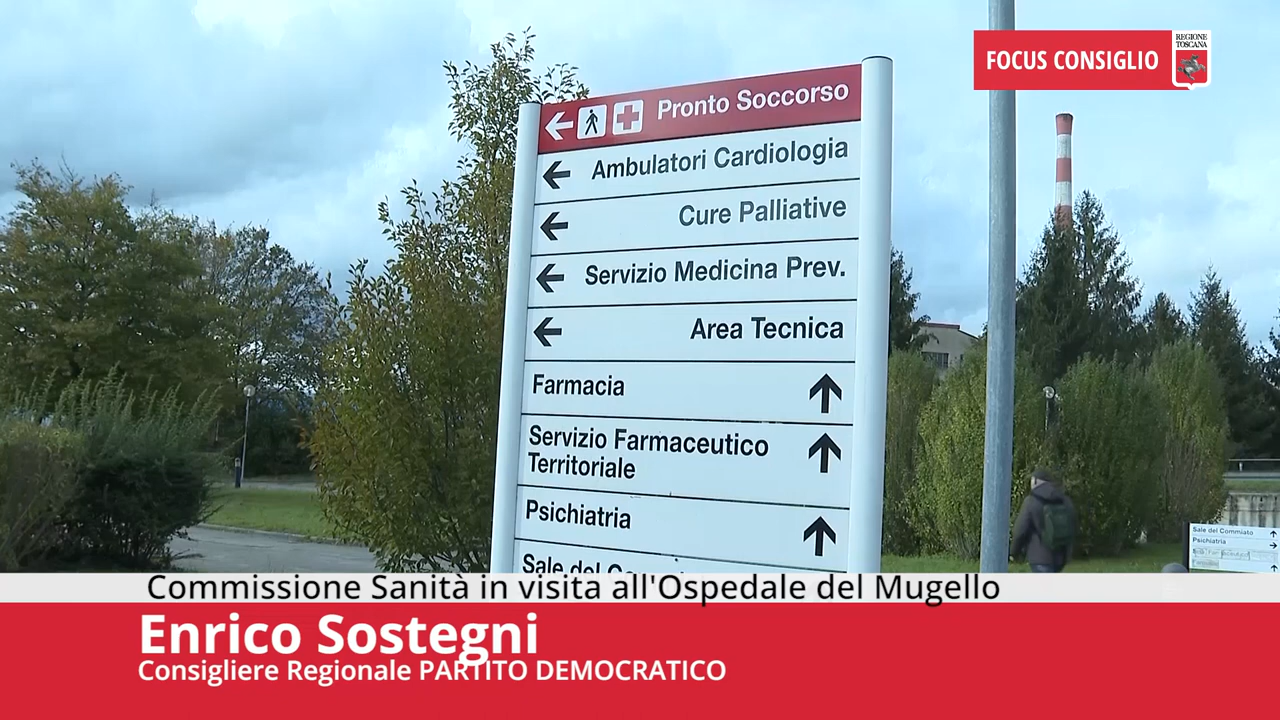 REGIONE
TOSCANA
FOCUS CONSIGLIO
Pronto Soccorso
Ambulatori Cardiologia
Cure Palliative
Servizio Medicina Prev.
Area Tecnica
Farmacia
Servizio Farmaceutico
Territoriale
Psichiatria
Sale del
Sale del Commiato
Psichiatria
Commissione Sanità in visita all'Ospedale del Mugello
Enrico Sostegni
Consigliere Regionale PARTITO DEMOCRATICO